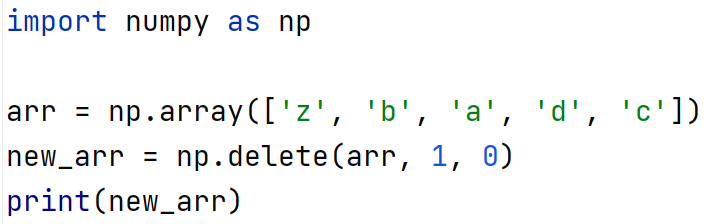 import numpy as np
arr = np.array(['z', 'b', 'a', 'd', 'c'])
new_arr = np.delete(arr, 1, 0)
print(new_arr)